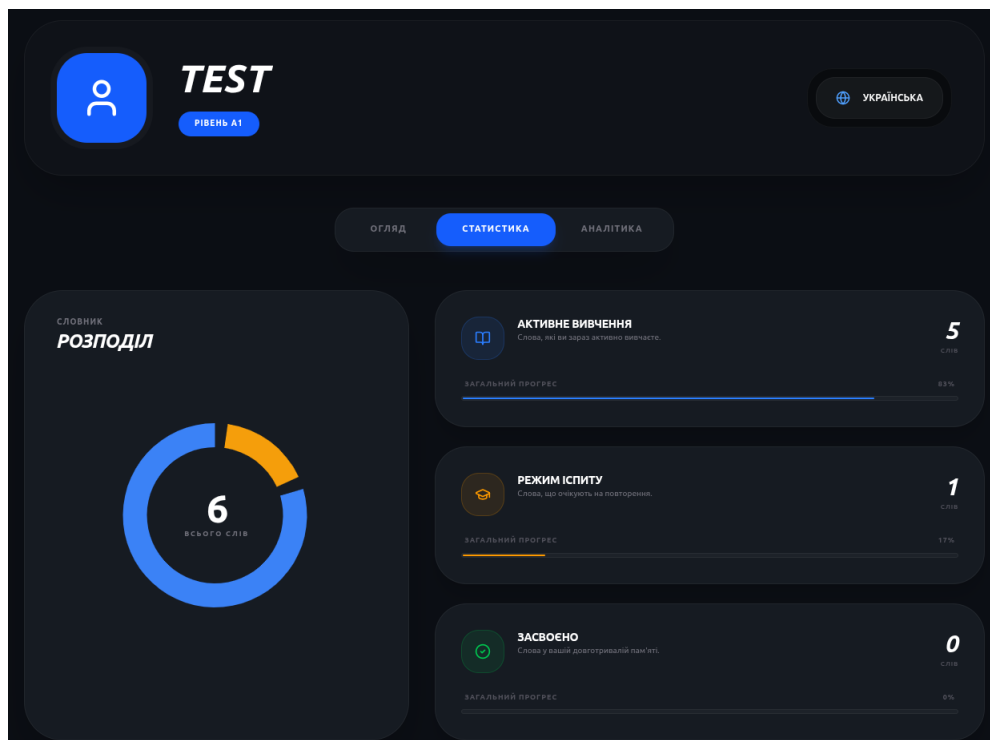 TEST
РІВЕНЬ A1
УКРАЇНСЬКА
ОГЛЯД
СТАТИСТИКА
АНАЛІТИКА
СЛОВНИК
РОЗПОДІЛ
6
ВСЬОГО СЛІВ
АКТИВНЕ ВИВЧЕННЯ
Слова, які ви зараз активно вивчаєте.
5
СЛІВ
ЗАГАЛЬНИЙ ПРОГРЕС
83%
РЕЖИМ ІСПИТУ
Слова, що очікують на повторення.
1
СЛІВ
ЗАГАЛЬНИЙ ПРОГРЕС
17%
ЗАСВОЄНО
Слова у вашій довготривалій пам'яті.
0
СЛІВ
ЗАГАЛЬНИЙ ПРОГРЕС
0%